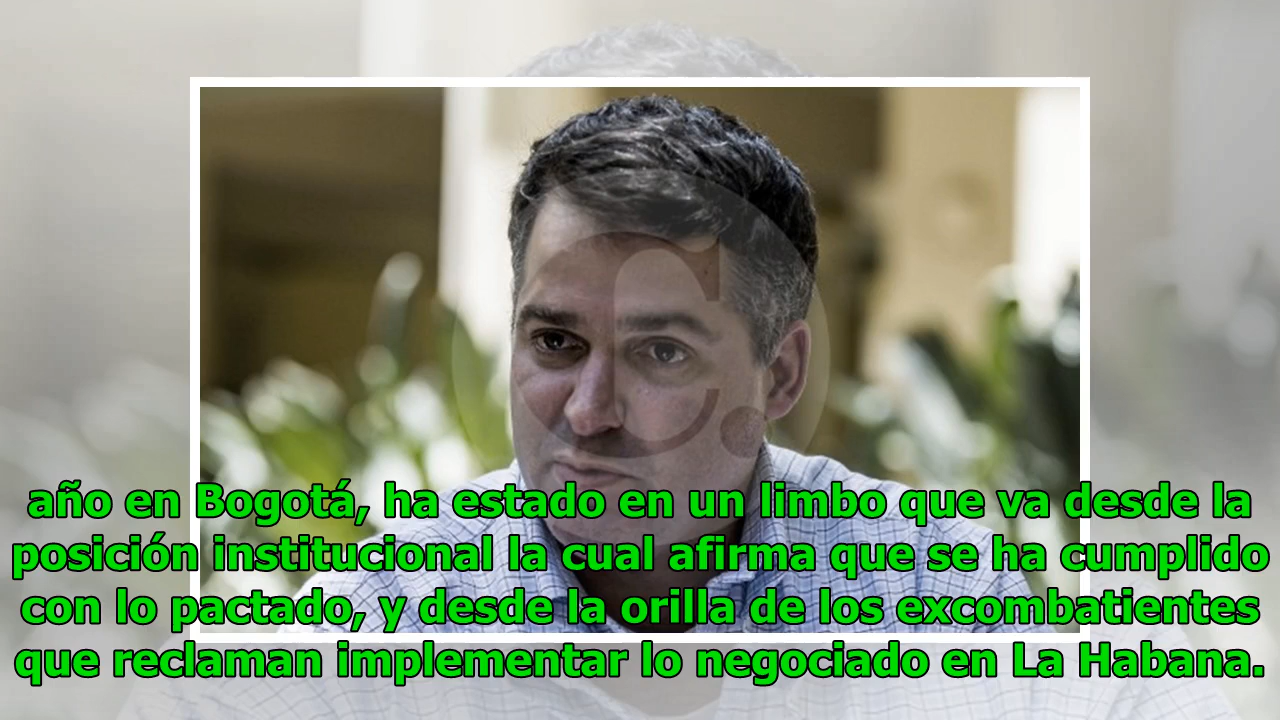 C.
año en Bogotá, ha estado en un limbo que va desde la
posición institucional la cual afirma que se ha cumplido
con lo pactado, y desde la orilla de los excombatientes
que reclaman implementar lo negociado en La Habana.